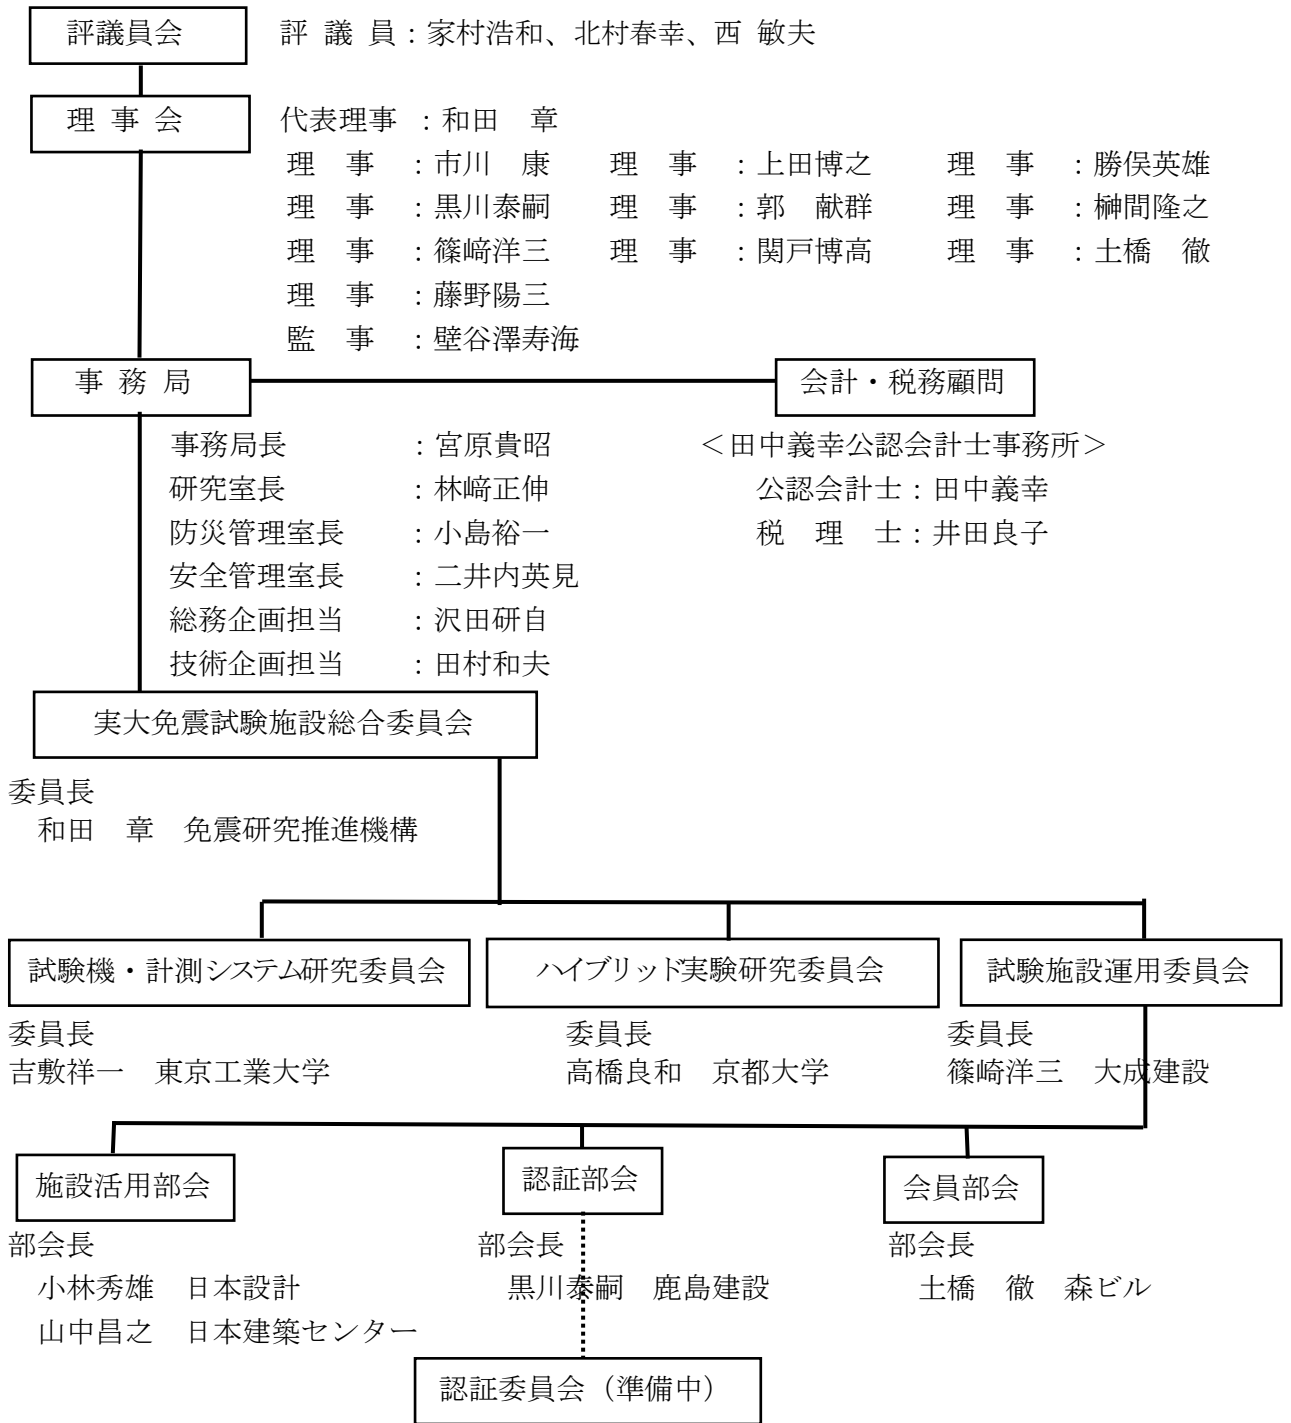 評議員会　評 議 員：家村浩和、北村春幸、西 敏夫
理 事 会　代表理事 ：和田　章
理　事　：市川　康　理　事　：上田博之　理　事　：勝俣英雄
理　事　：黒川泰嗣　理　事　：郭　献群　理　事　：榊間隆之
理　事　：篠﨑洋三　理　事　：関戸博高　理　事　：土橋　徹
理　事　：藤野陽三
監　事　：壁谷澤寿海
事 務 局　会計・税務顧問
事務局長　：宮原貴昭　＜田中義幸公認会計士事務所＞
研究室長　：林﨑正伸　公認会計士：田中義幸
防災管理室長　：小島裕一　税　理　士：井田良子
安全管理室長　：二井内英見
総務企画担当　：沢田研自
技術企画担当　：田村和夫
実大免震試験施設総合委員会
委員長
和田　章　免震研究推進機構
試験機・計測システム研究委員会　ハイブリッド実験研究委員会　試験施設運用委員会
委員長　委員長　委員長
吉敷祥一　東京工業大学　高橋良和　京都大学　篠崎洋三　大成建設
施設活用部会　認証部会　会員部会
部会長　部会長　部会長
小林秀雄　日本設計　黒川泰嗣　鹿島建設　土橋　徹　森ビル
山中昌之　日本建築センター
認証委員会（準備中）